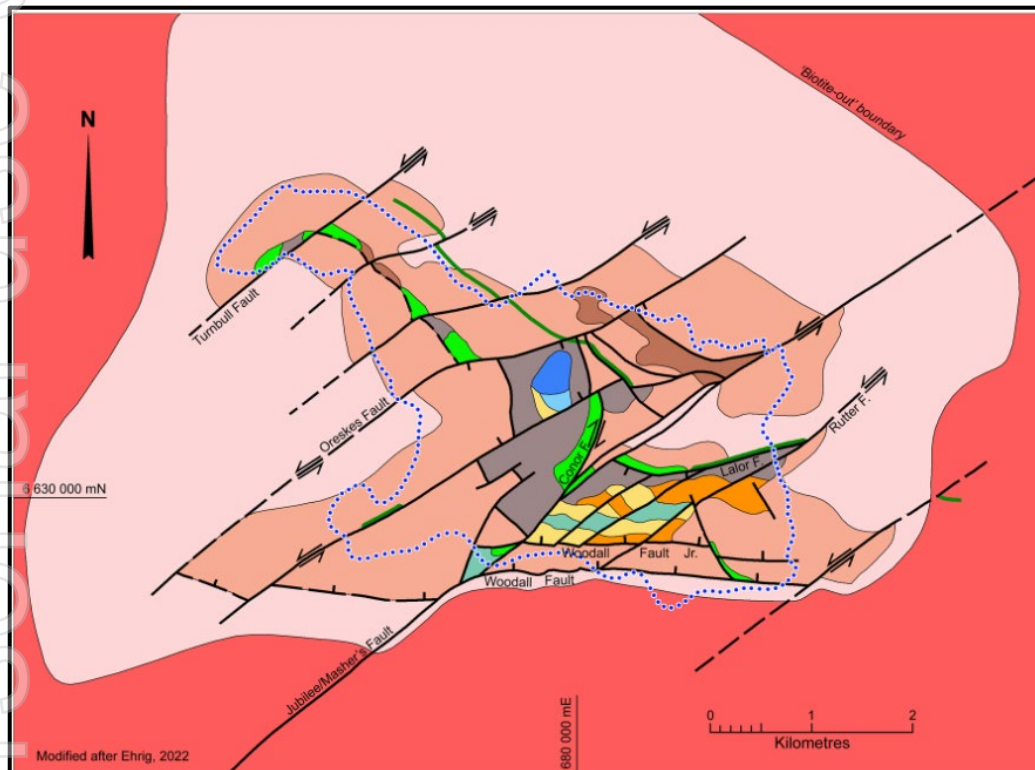 'Biotite-out' boundary
N
Turnbull Fault
Oreskes Fault
Rutter F.
Conor F.
Lalor F.
6 630 000 mN
Woodall Fault Jr.
Woodall Fault
Jubilee/Masher's Fault
680 000 mE
0 1 2
Kilometres
Modified after Ehrig, 2022